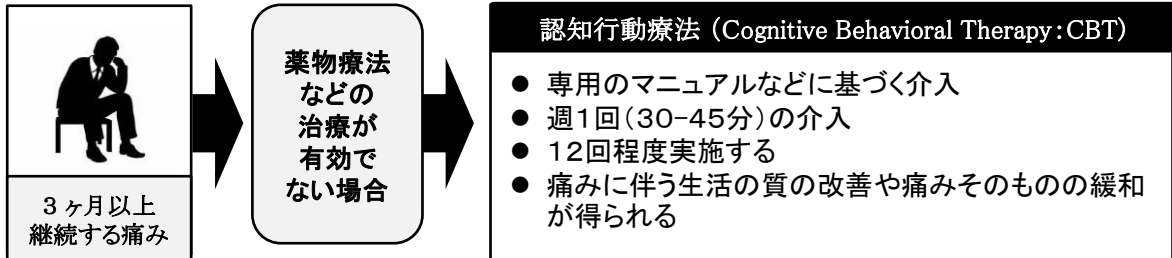 3ヶ月以上
継続する痛み
薬物療法
などの
治療が
有効で
ない場合
認知行動療法 (Cognitive Behavioral Therapy:CBT)
● 専用のマニュアルなどに基づく介入
● 週1回(30-45分)の介入
● 12回程度実施する
● 痛みに伴う生活の質の改善や痛みそのものの緩和
が得られる